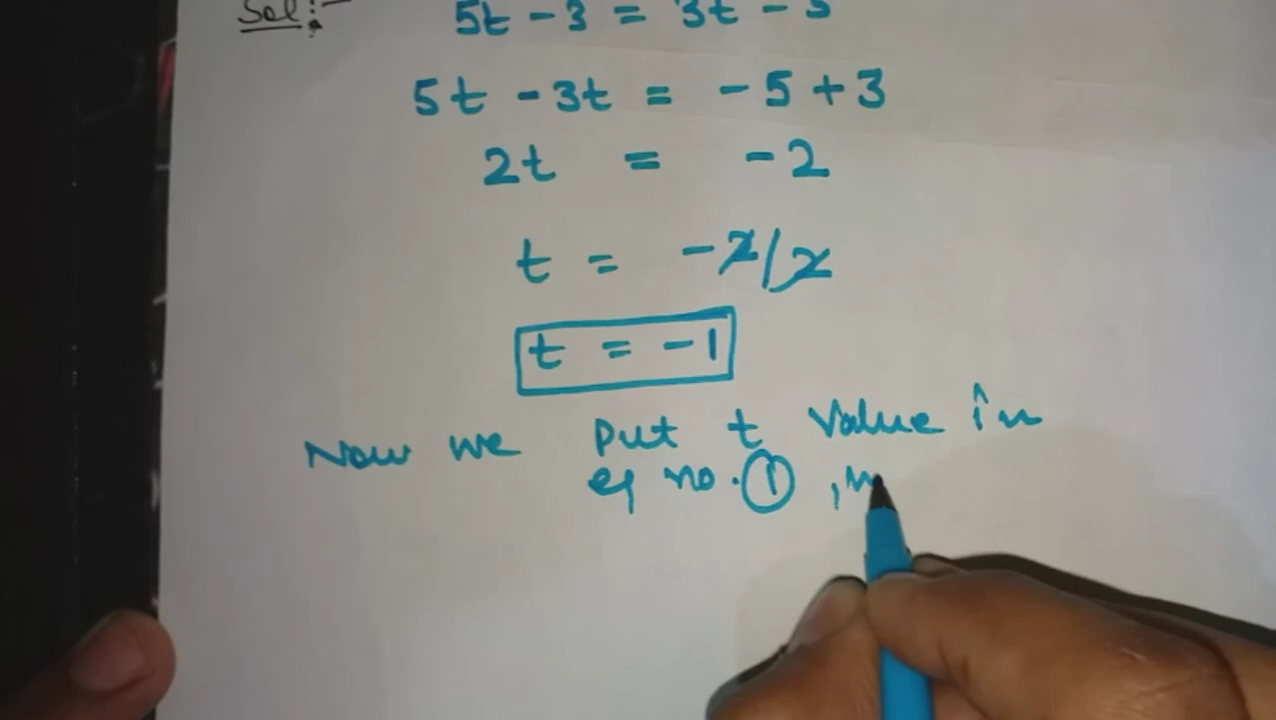 Sol:-
5t - 3 = 3t - 5
5t - 3t = -5 + 3
2t = -2
t = -2/2
t = -1
Now we Put t Value in
eq no. ①